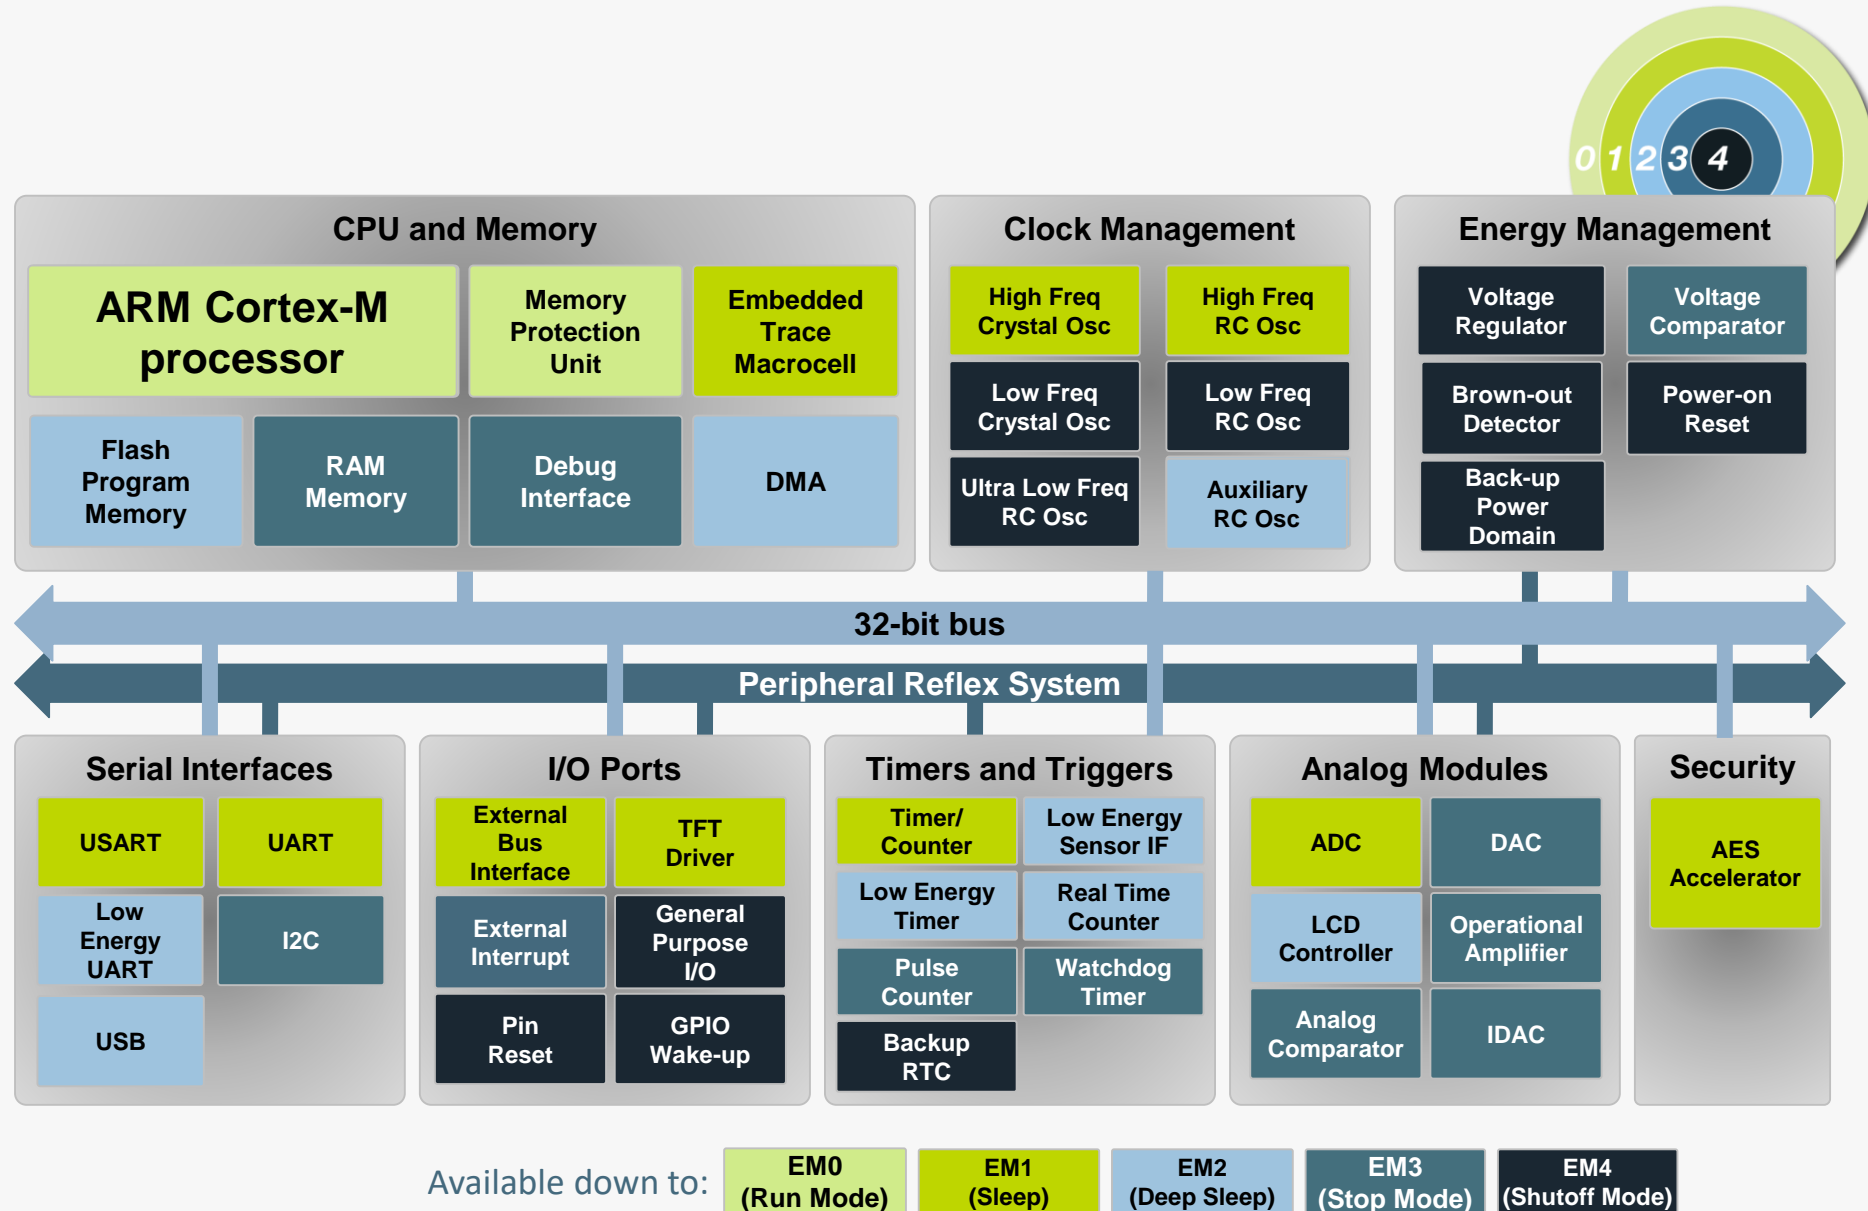 0 1 2 3 4
CPU and Memory
ARM Cortex-M
processor
Memory
Protection
Unit
Embedded
Trace
Macrocell
Flash
Program
Memory
RAM
Memory
Debug
Interface
DMA
Clock Management
High Freq
Crystal Osc
High Freq
RC Osc
Low Freq
Crystal Osc
Low Freq
RC Osc
Ultra Low Freq
RC Osc
Auxiliary
RC Osc
Energy Management
Voltage
Regulator
Voltage
Comparator
Brown-out
Detector
Power-on
Reset
Back-up
Power
Domain
32-bit bus
Peripheral Reflex System
Serial Interfaces
USART
UART
Low
Energy
UART
I2C
USB
I/O Ports
External
Bus
Interface
TFT
Driver
External
Interrupt
General
Purpose
I/O
Pin
Reset
GPIO
Wake-up
Timers and Triggers
Timer/
Counter
Low Energy
Sensor IF
Low Energy
Timer
Real Time
Counter
Pulse
Counter
Watchdog
Timer
Backup
RTC
Analog Modules
ADC
DAC
LCD
Controller
Operational
Amplifier
Analog
Comparator
IDAC
Security
AES
Accelerator
Available down to:
EM0
(Run Mode)
EM1
(Sleep)
EM2
(Deep Sleep)
EM3
(Stop Mode)
EM4
(Shutoff Mode)